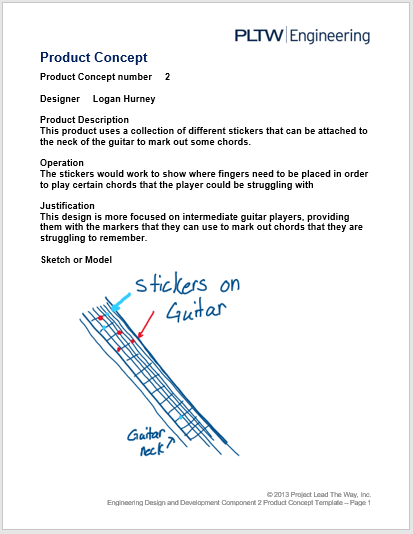 PLTW Engineering
Product Concept
Product Concept number 2
Designer Logan Hurney
Product Description
This product uses a collection of different stickers that can be attached to
the neck of the guitar to mark out some chords.
Operation
The stickers would work to show where fingers need to be placed in order
to play certain chords that the player could be struggling with
Justification
This design is more focused on intermediate guitar players, providing
them with the markers that they can use to mark out chords that they are
struggling to remember.
Sketch or Model
Stickers on
Guitar
Guitar
neck
© 2013 Project Lead The Way, Inc.
Engineering Design and Development Component 2 Product Concept Template – Page 1